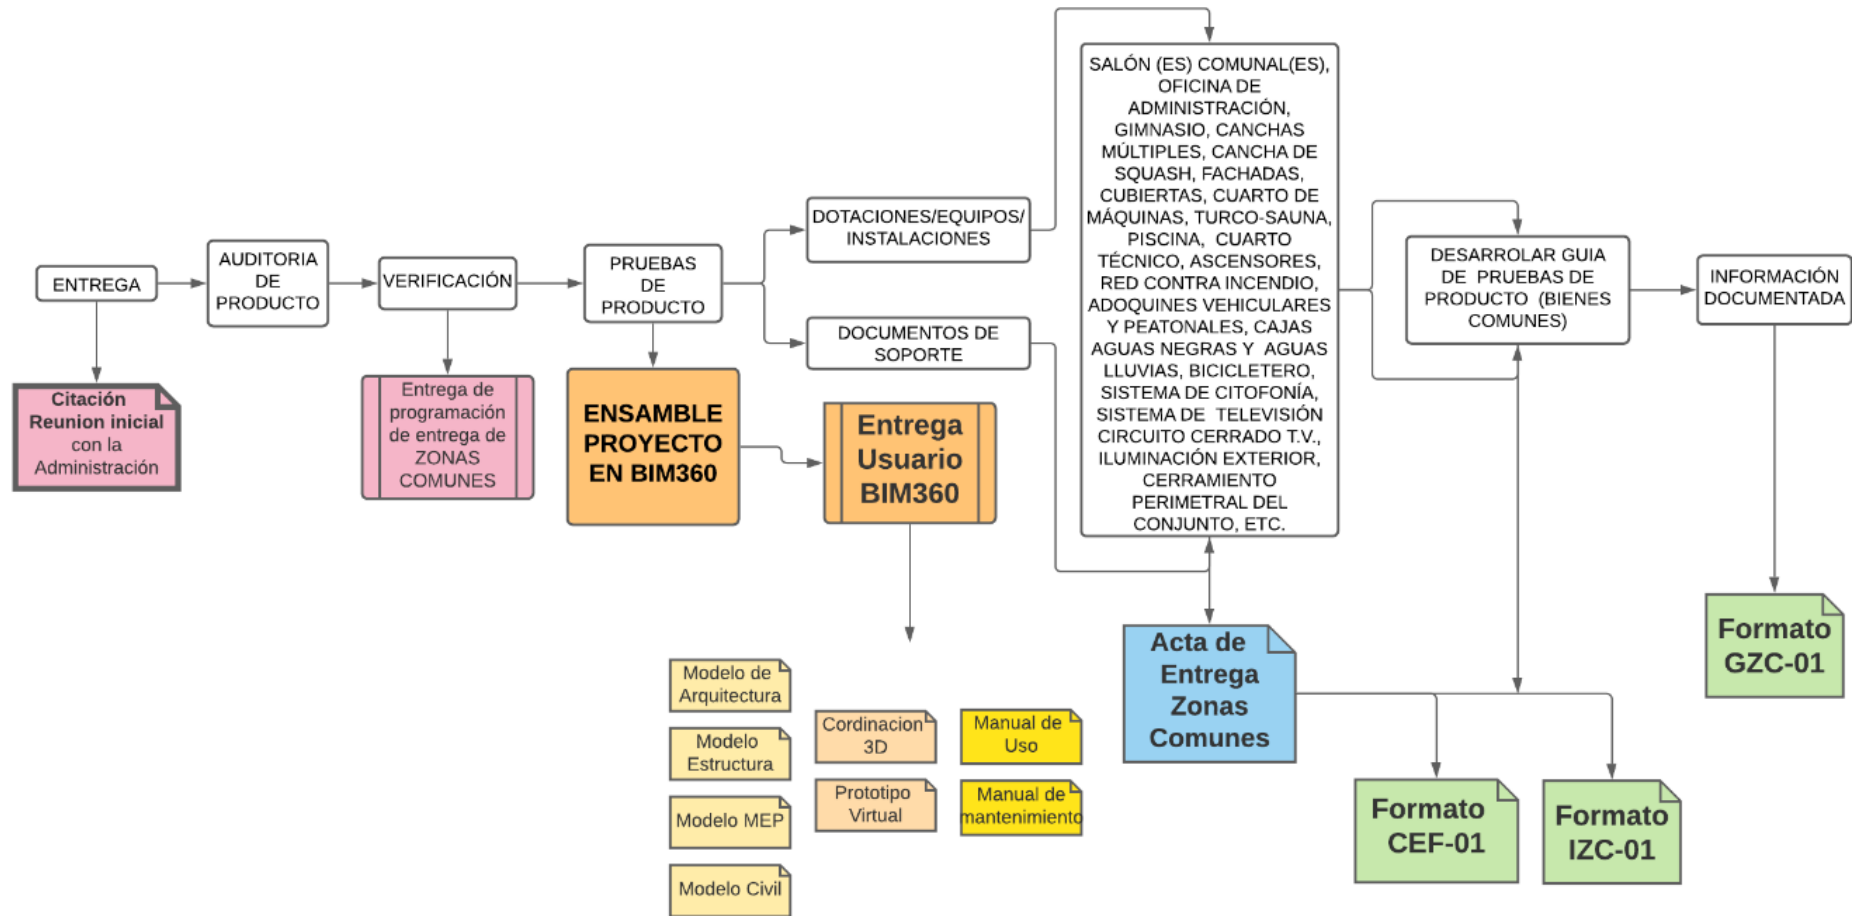 ENTREGA
AUDITORIA
DE
PRODUCTO
VERIFICACIÓN
PRUEBAS
DE
PRODUCTO
DOTACIONES/EQUIPOS/
INSTALACIONES
DOCUMENTOS DE
SOPORTE
SALÓN (ES) COMUNAL(ES),
OFICINA DE
ADMINISTRACIÓN,
GIMNASIO, CANCHAS
MÚLTIPLES, CANCHA DE
SQUASH, FACHADAS,
CUBIERTAS, CUARTO DE
MÁQUINAS, TURCO-SAUNA,
PISCINA, CUARTO
TÉCNICO, ASCENSORES,
RED CONTRA INCENDIO,
ADOQUINES VEHICULARES
Y PEATONALES, CAJAS
AGUAS NEGRAS Y AGUAS
LLUVIAS, BICICLETERO,
SISTEMA DE CITOFONÍA,
SISTEMA DE TELEVISIÓN
CIRCUITO CERRADO T.V.,
ILUMINACIÓN EXTERIOR,
CERRAMIENTO
PERIMETRAL DEL
CONJUNTO, ETC.
DESARROLAR GUIA
DE PRUEBAS DE
PRODUCTO (BIENES
COMUNES)
INFORMACIÓN
DOCUMENTADA
Citación
Reunion inicial
con la
Administración
Entrega de
programación
de entrega de
ZONAS
COMUNES
ENSAMBLE
PROYECTO
EN BIM360
Entrega
Usuario
BIM360
Modelo de
Arquitectura
Modelo
Estructura
Modelo MEP
Modelo Civil
Cordinacion
3D
Prototipo
Virtual
Manual de
Uso
Manual de
mantenimiento
Acta de
Entrega
Zonas
Comunes
Formato
CEF-01
Formato
IZC-01
Formato
GZC-01